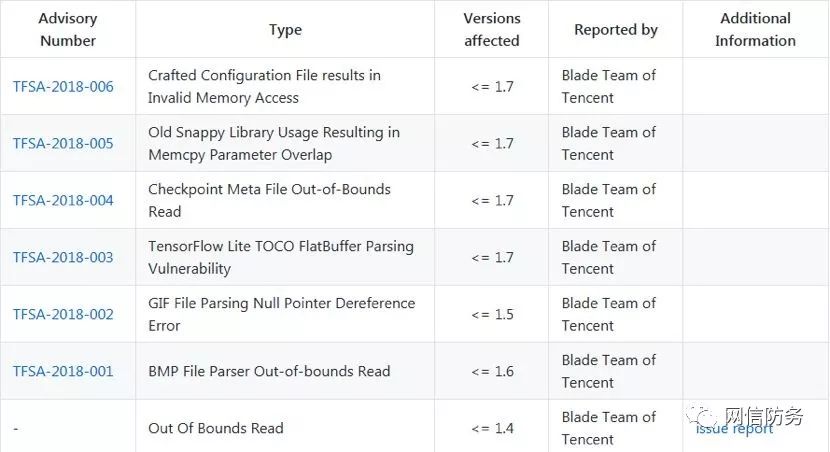 Advisory Number Type Versions affected Reported by Additional Information
TFSA-2018-006 Crafted Configuration File results in Invalid Memory Access <= 1.7 Blade Team of Tencent
TFSA-2018-005 Old Snappy Library Usage Resulting in Memcpy Parameter Overlap <= 1.7 Blade Team of Tencent
TFSA-2018-004 Checkpoint Meta File Out-of-Bounds Read <= 1.7 Blade Team of Tencent
TFSA-2018-003 TensorFlow Lite TOCO FlatBuffer Parsing Vulnerability <= 1.7 Blade Team of Tencent
TFSA-2018-002 GIF File Parsing Null Pointer Dereference Error <= 1.5 Blade Team of Tencent
TFSA-2018-001 BMP File Parser Out-of-bounds Read <= 1.6 Blade Team of Tencent
- Out Of Bounds Read <= 1.4 Blade Team of Tencent issue report
网信防务